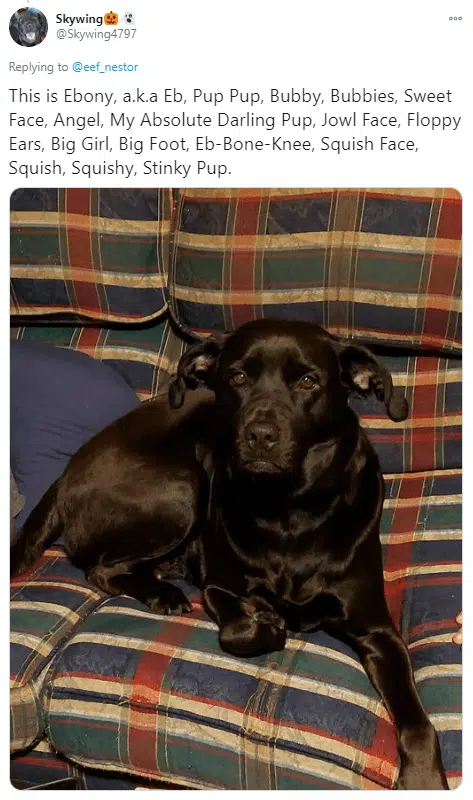 Skywing🎃👻
@Skywing4797
Replying to @eef_nestor
This is Ebony, a.k.a Eb, Pup Pup, Bubby, Bubbies, Sweet
Face, Angel, My Absolute Darling Pup, Jowl Face, Floppy
Ears, Big Girl, Big Foot, Eb-Bone-Knee, Squish Face,
Squish, Squishy, Stinky Pup.